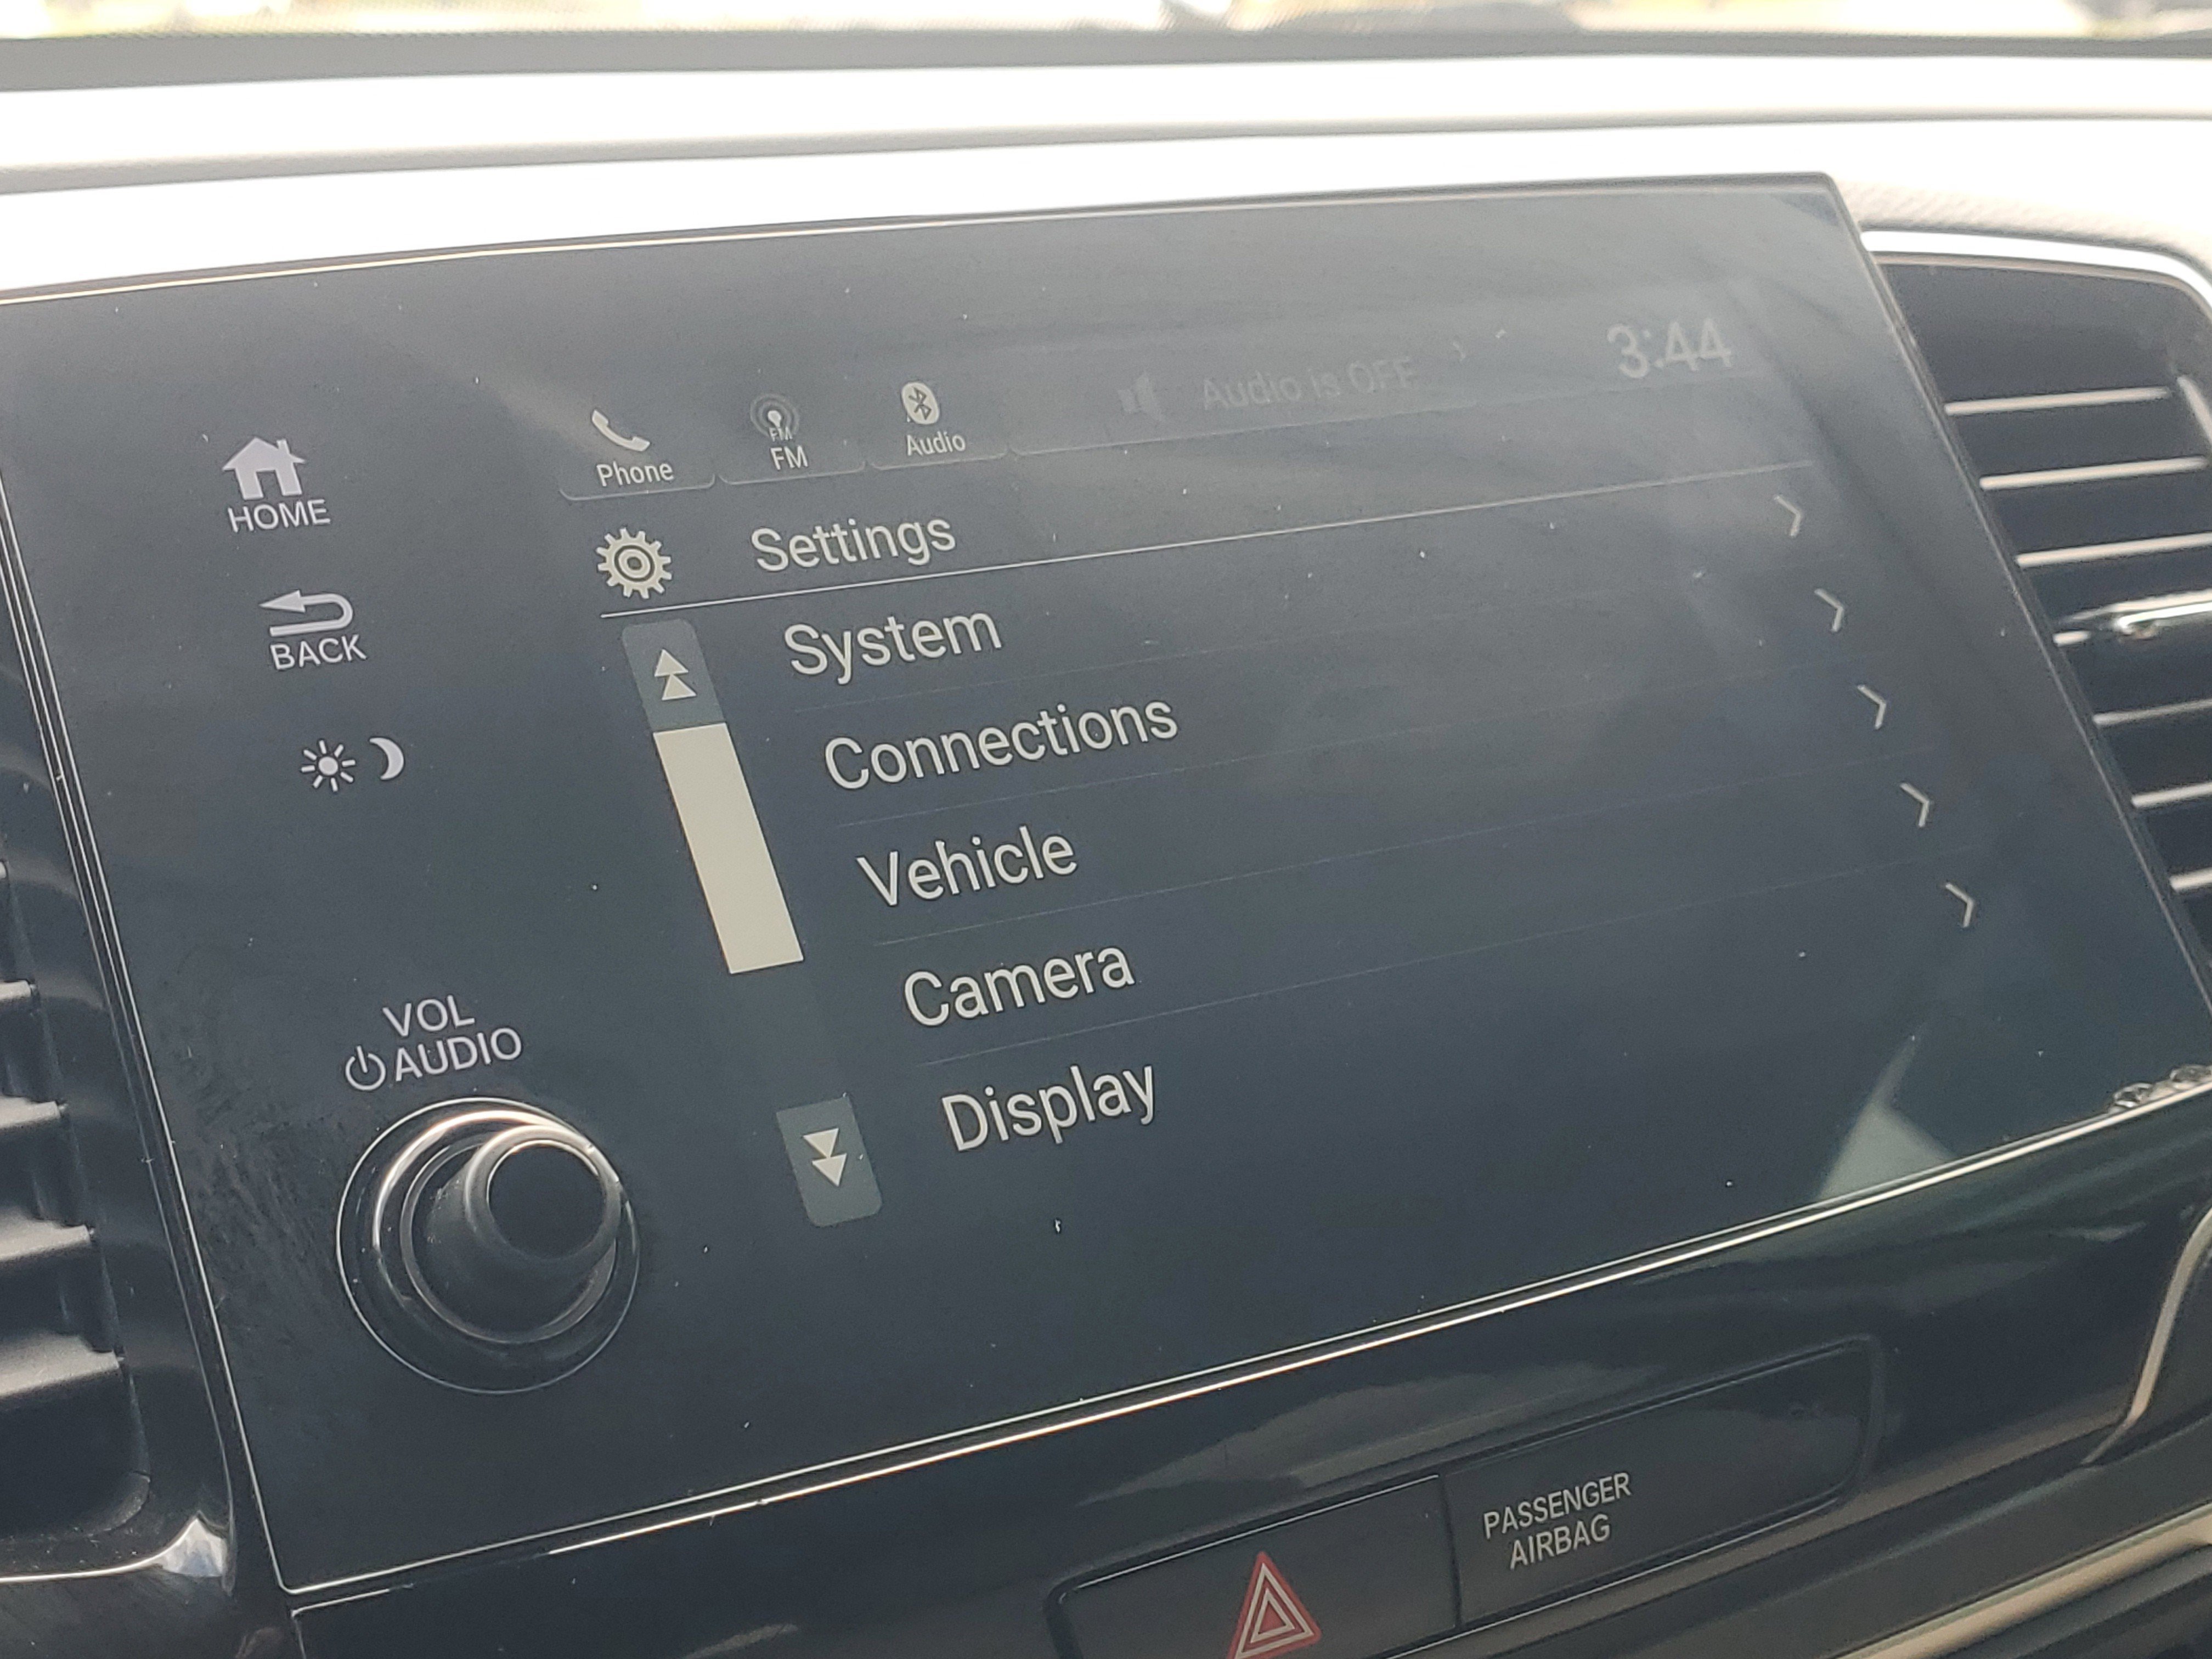 3:44
Audio is OFF
Phone
FM
FM
Audio
HOME
Settings
BACK
System
Connections
Vehicle
Camera
Display
VOL
AUDIO
PASSENGER
AIRBAG